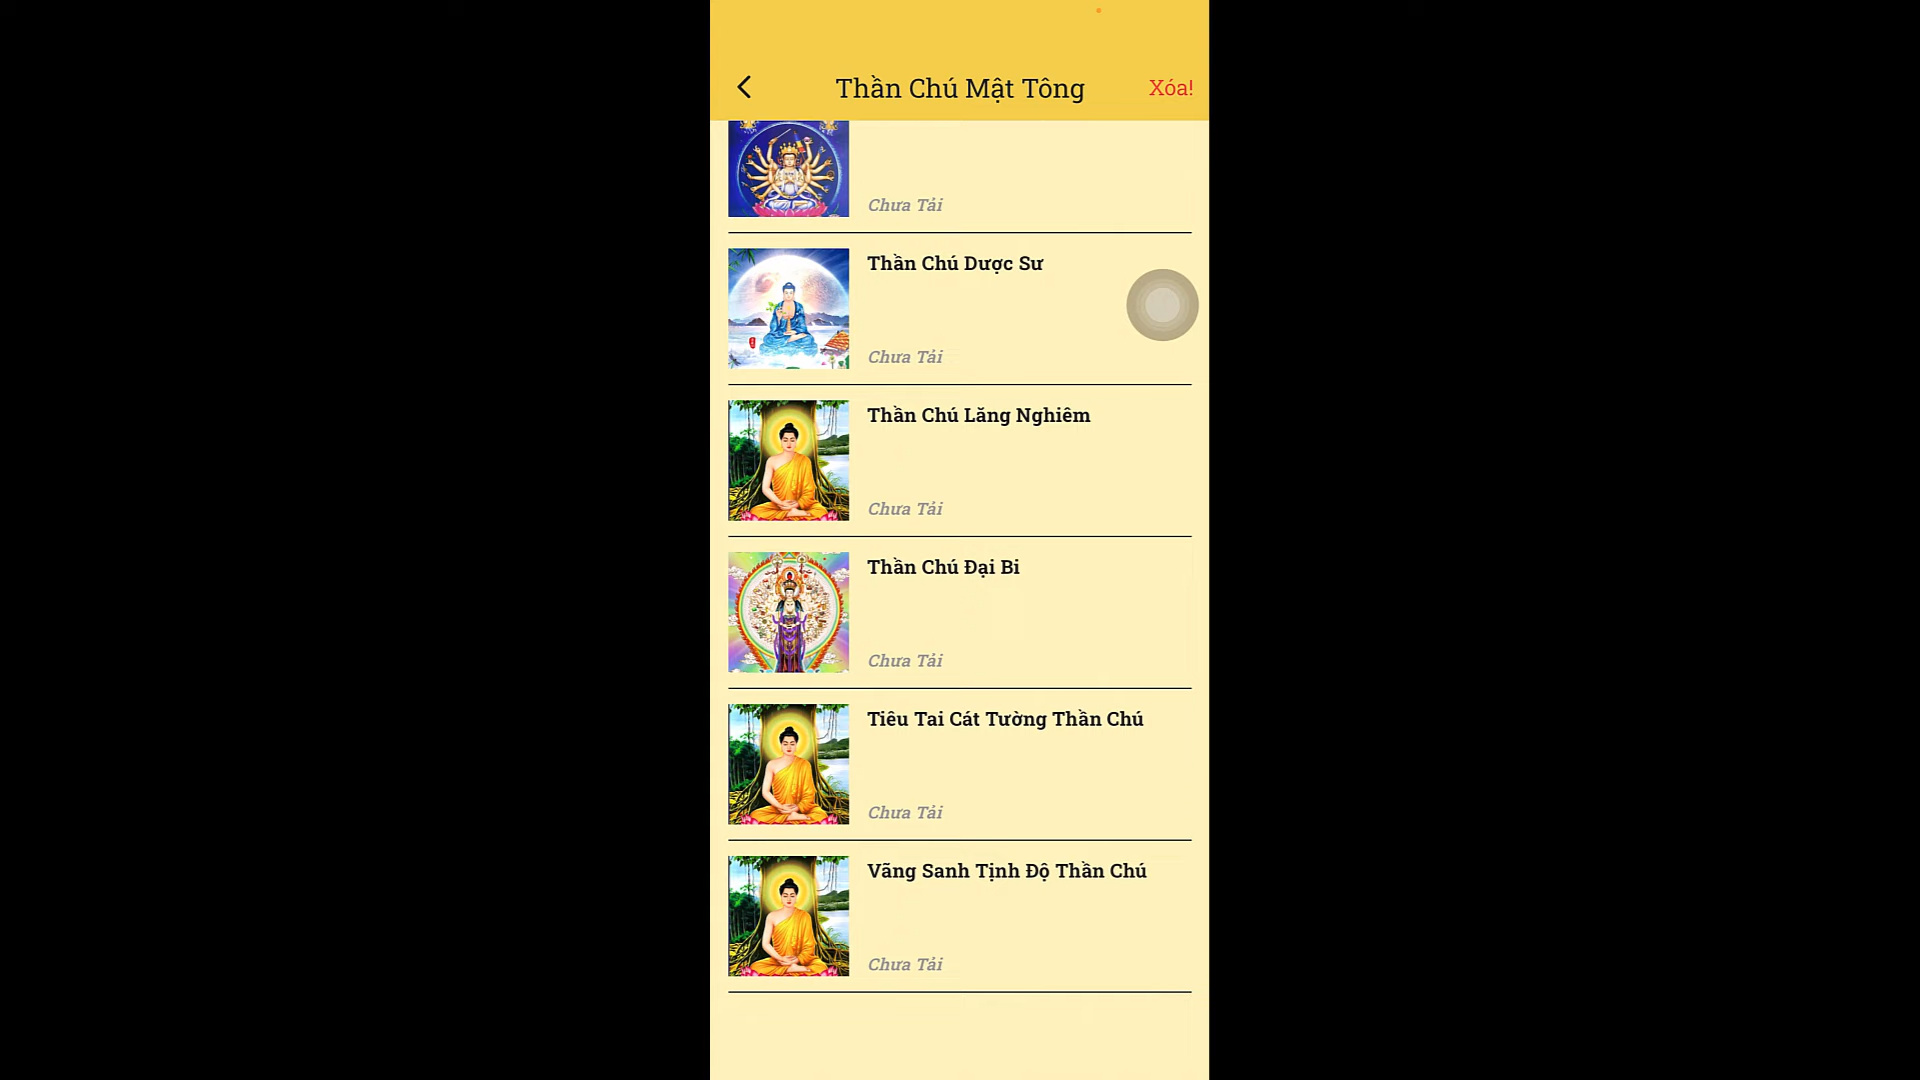 Thần Chú Mật Tông
Xóa!
Chưa Tải
Thần Chú Dược Sư
Chưa Tải
Thần Chú Lăng Nghiêm
Chưa Tải
Thần Chú Đại Bi
Chưa Tải
Tiêu Tai Cát Tường Thần Chú
Chưa Tải
Vãng Sanh Tịnh Độ Thần Chú
Chưa Tải